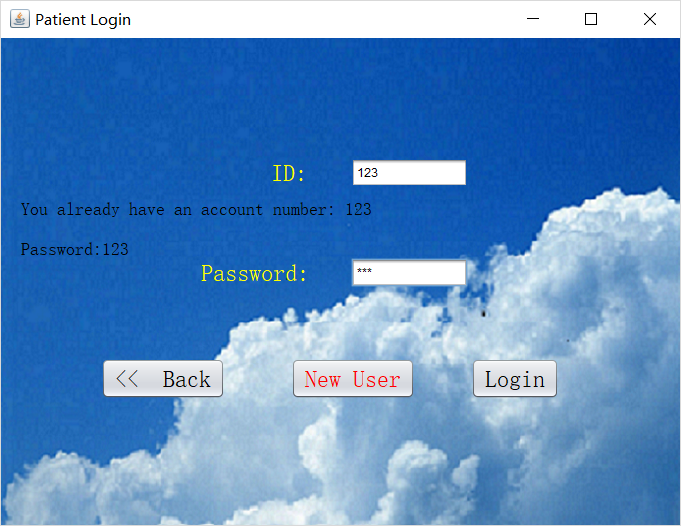 Patient Login
ID: 123
You already have an account number: 123
Password:123
Password: ***
<< Back New User Login